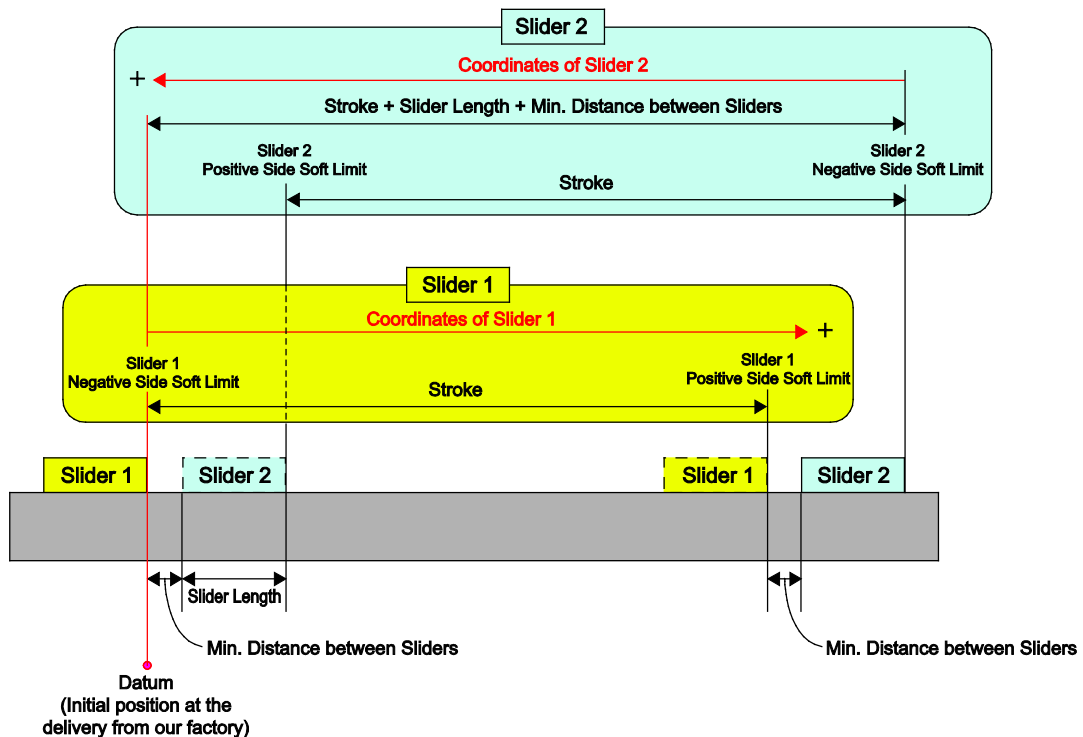 Slider 2
Coordinates of Slider 2
+
Stroke + Slider Length + Min. Distance between Sliders
Slider 2
Positive Side Soft Limit
Slider 2
Negative Side Soft Limit
Stroke
Slider 1
Coordinates of Slider 1
+
Slider 1
Negative Side Soft Limit
Slider 1
Positive Side Soft Limit
Stroke
Slider 1
Slider 2
Slider 1
Slider 2
Slider Length
Min. Distance between Sliders
Min. Distance between Sliders
Datum
(Initial position at the
delivery from our factory)